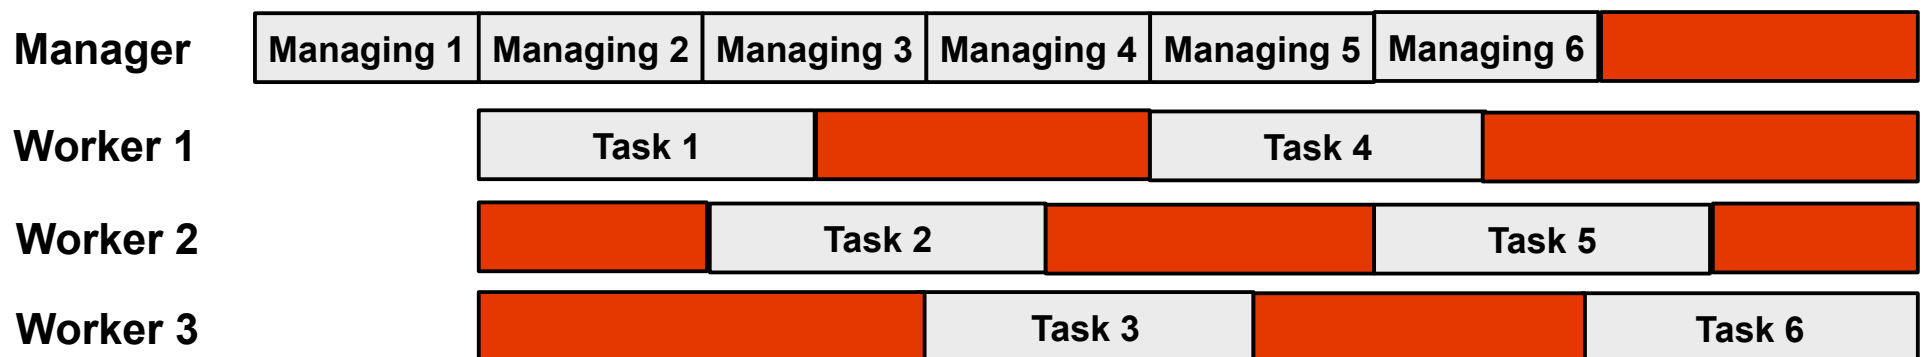 Manager Managing 1 Managing 2 Managing 3 Managing 4 Managing 5 Managing 6
Worker 1 Task 1 Task 4
Worker 2 Task 2 Task 5
Worker 3 Task 3 Task 6